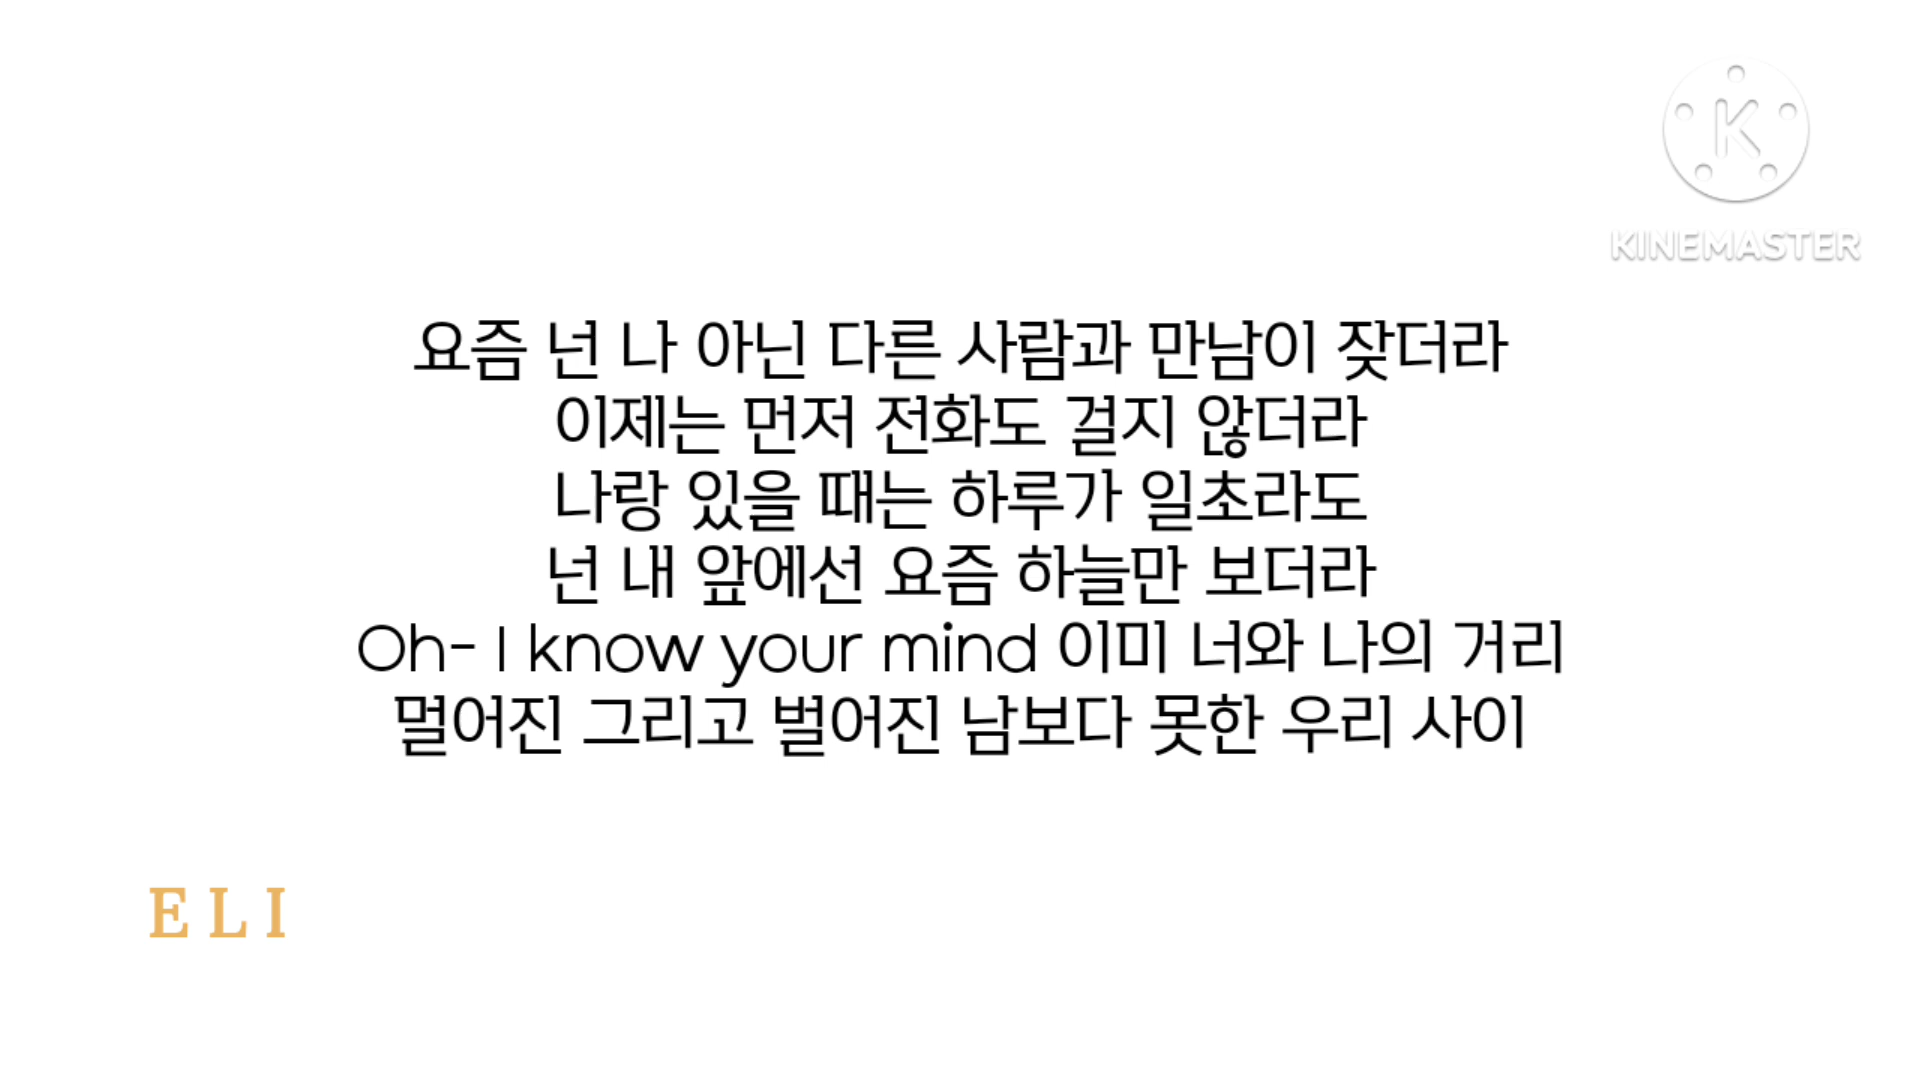 KINEMASTER
요즘 넌 나 아닌 다른 사람과 만남이 잦더라
이제는 먼저 전화도 걸지 않더라
나랑 있을 때는 하루가 일초라도
넌 내 앞에선 요즘 하늘만 보더라
Oh- I know your mind 이미 너와 나의 거리
멀어진 그리고 벌어진 남보다 못한 우리 사이
ELI